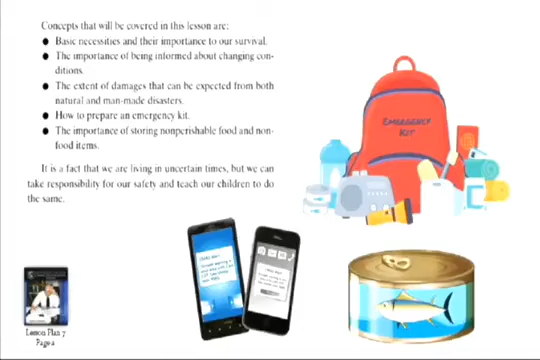 Concepts that will be covered in this lesson are:
● Basic necessities and their importance to our survival.
● The importance of being informed about changing con-
ditions.
● The extent of damages that can be expected from both
natural and man-made disasters.
● How to prepare an emergency kit.
● The importance of storing nonperishable food and non-
food items.
It is a fact that we are living in uncertain times, but we can
take responsibility for our safety and teach our children to do
the same.
EMERGENCY
KIT
Lesson Plan 7
Page 2